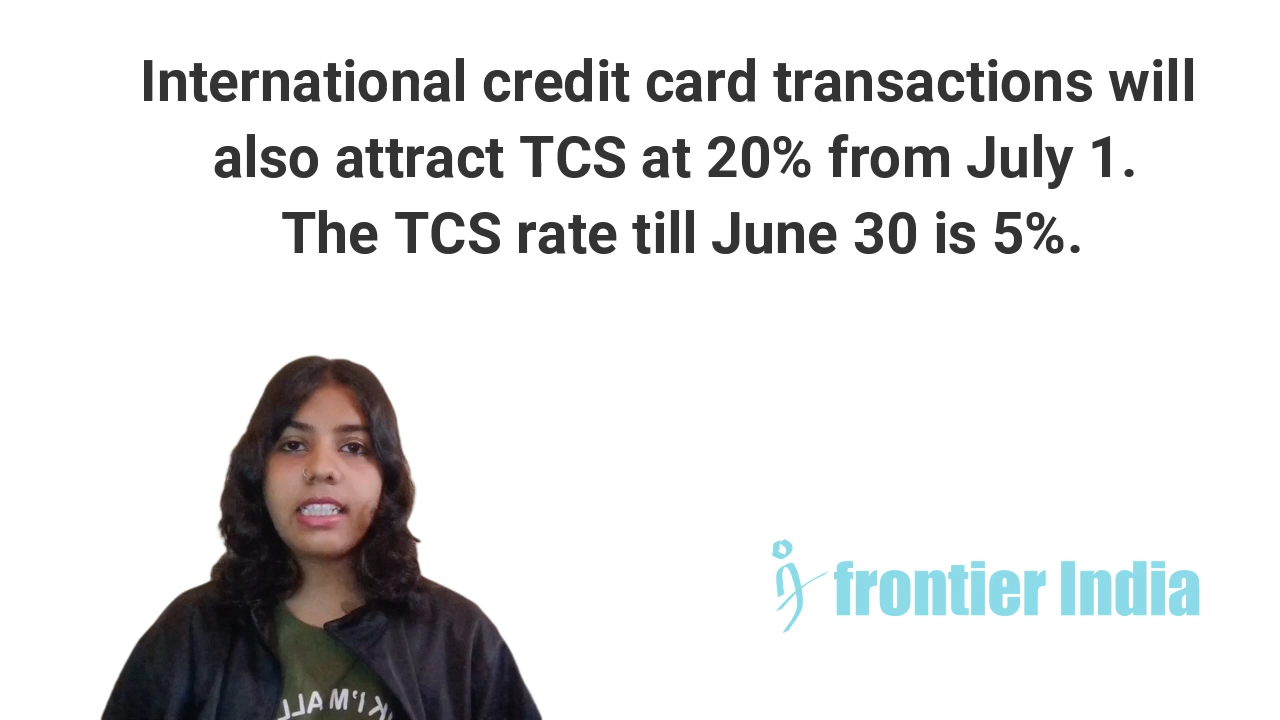 International credit card transactions will
also attract TCS at 20% from July 1.
The TCS rate till June 30 is 5%.
frontier India
K I'M ALL